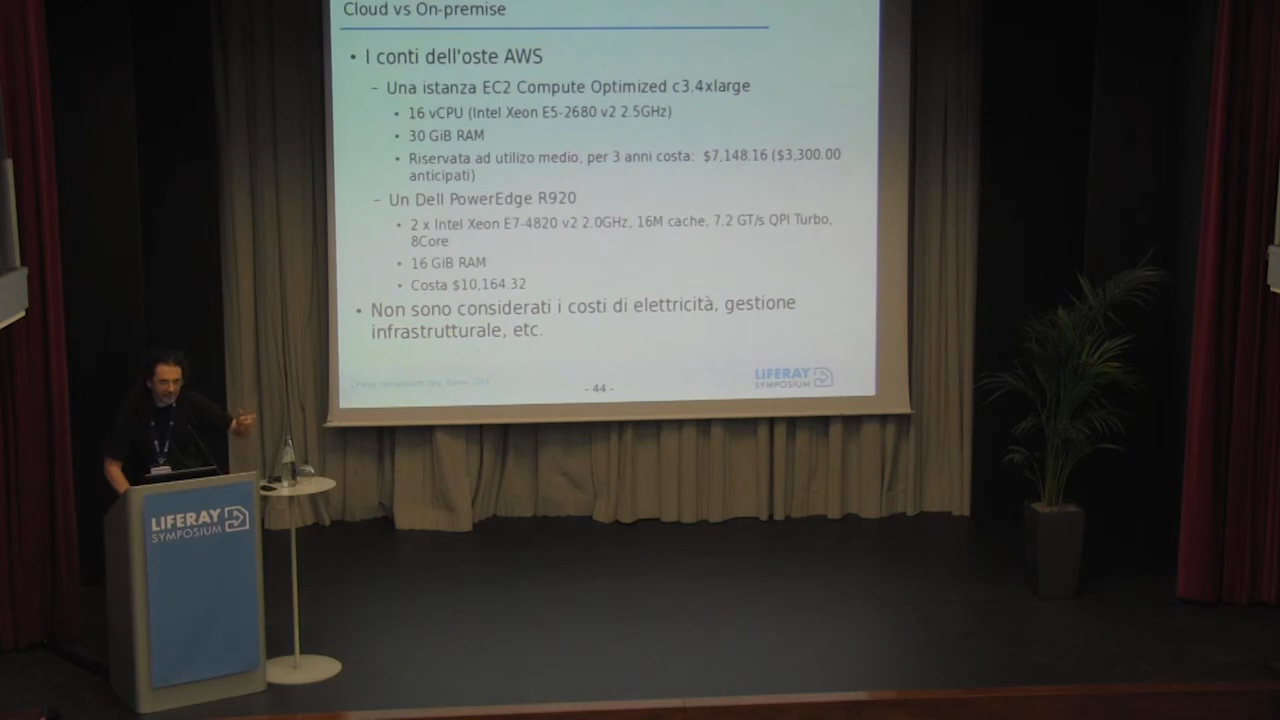 Cloud vs On-premise
• I conti dell'oste AWS
– Una istanza EC2 Compute Optimized c3.4xlarge
• 16 vCPU (Intel Xeon E5-2680 v2 2.5GHz)
• 30 GiB RAM
• Riservata ad utilizo medio, per 3 anni costa: $7,148.16 ($3,300.00
anticipati)
– Un Dell PowerEdge R920
• 2 x Intel Xeon E7-4820 v2 2.0GHz, 16M cache, 7.2 GT/s QPI Turbo,
8Core
• 16 GiB RAM
• Costa $10,164.32
• Non sono considerati i costi di elettricità, gestione
infrastrutturale, etc.
- 44 -
LIFERAY
SYMPOSIUM
LIFERAY
SYMPOSIUM